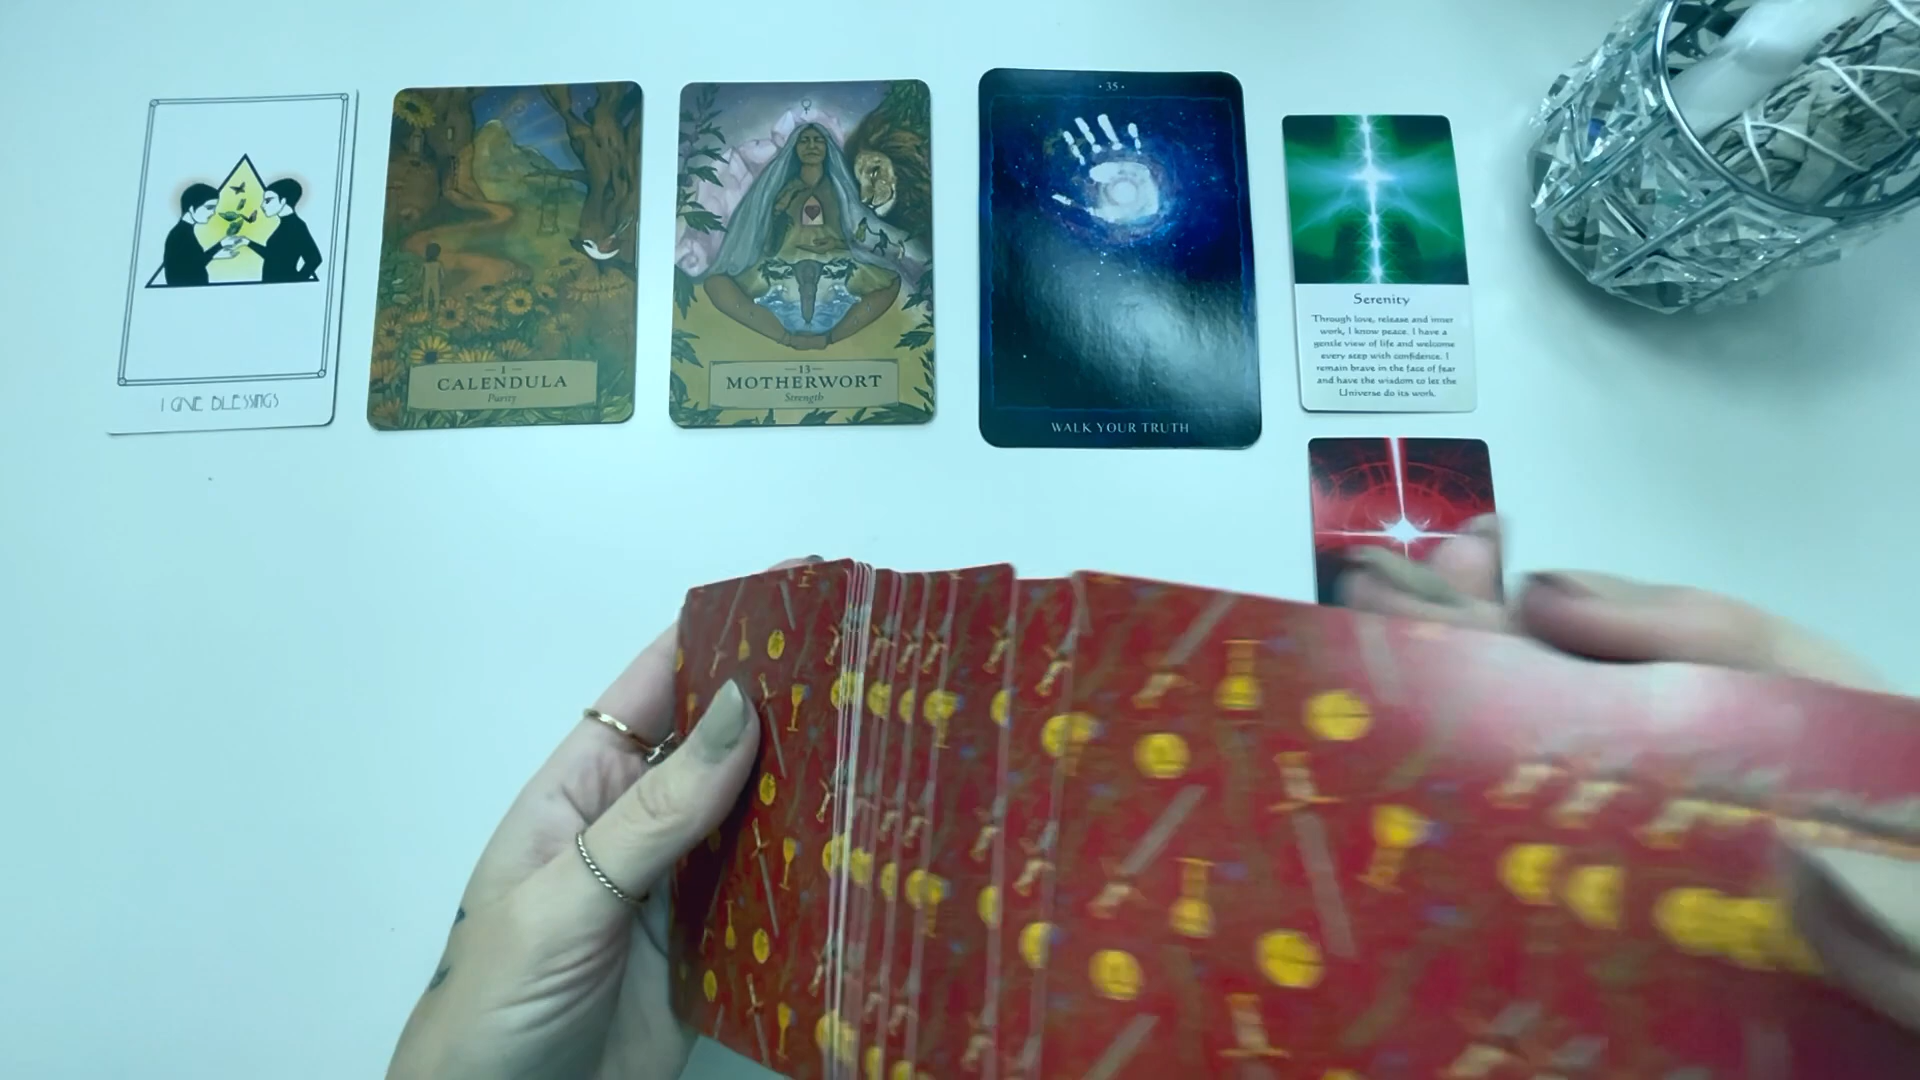 I GIVE BLESSINGS
— 1 —
CALENDULA
Purity
— 13 —
MOTHERWORT
Strength
· 35 ·
WALK YOUR TRUTH
Serenity
Through love, release and inner
work, I know peace. I have a
gentle view of life and welcome
every step with confidence. I
remain brave in the face of fear
and have the wisdom to let the
Universe do its work.